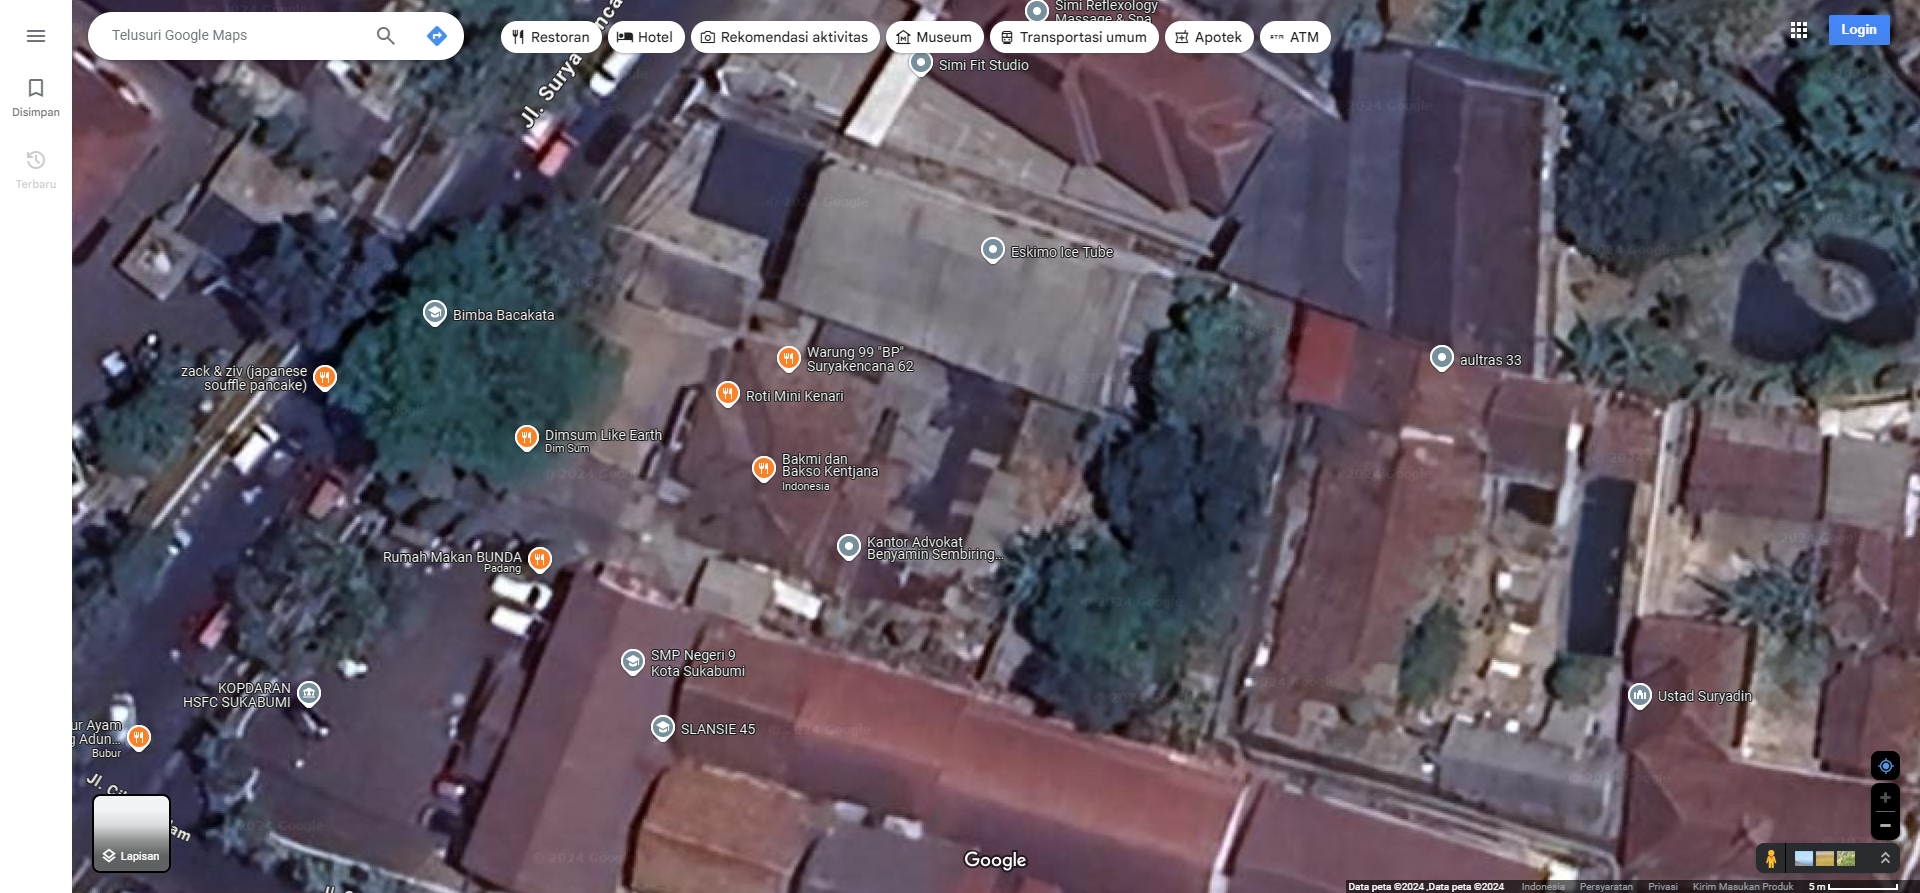 Telusuri Google Maps
Restoran
Hotel
Rekomendasi aktivitas
Museum
Transportasi umum
Apotek
ATM
Login
Disimpan
Terbaru
Simi Reflexology
Massage & Spa
Simi Fit Studio
Jl. Surya
Eskimo Ice Tube
Bimba Bacakata
Warung 99 "BP"
Suryakencana 62
aultras 33
zack & ziv (japanese
souffle pancake)
Roti Mini Kenari
Dimsum Like Earth
Dim Sum
Bakmi dan
Bakso Kentjana
Indonesia
Kantor Advokat
Benyamin Sembiring...
Rumah Makan BUNDA
Padang
SMP Negeri 9
Kota Sukabumi
KOPDARAN
HSFC SUKABUMI
Ustad Suryadin
SLANSIE 45
ur Ayam
g Adun...
Bubur
Jl.
Lapisan
Google
Data peta ©2024 ,Data peta ©2024
Indonesia
Persyaratan
Privasi
Kirim Masukan Produk
5 m